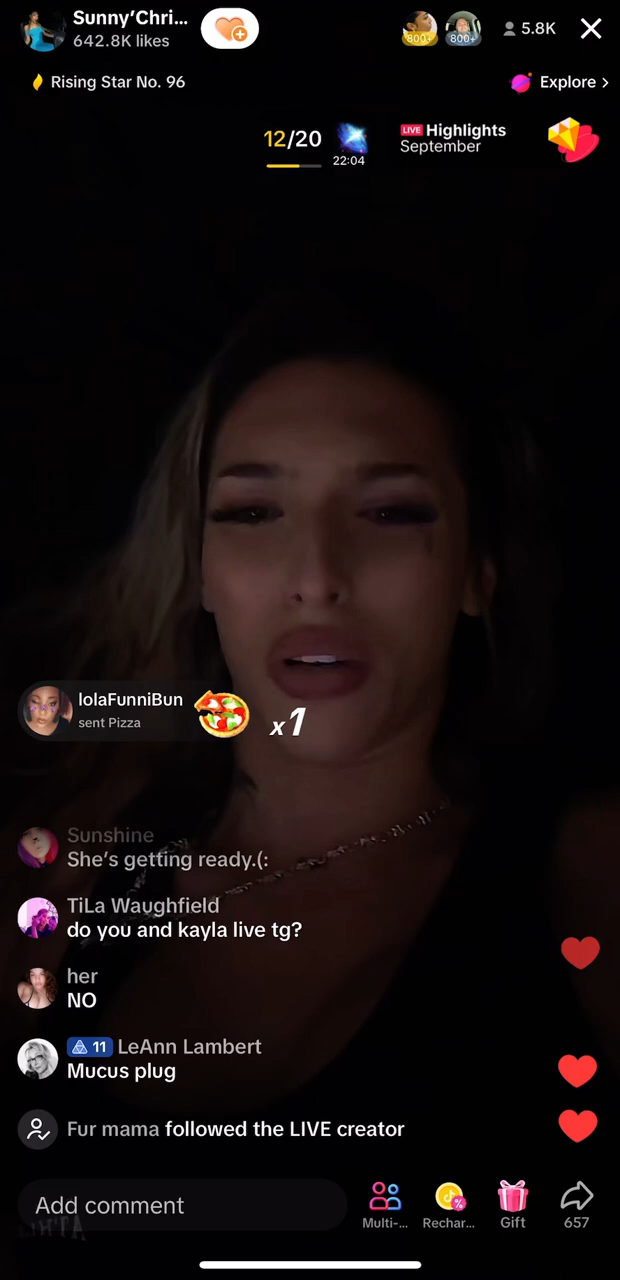 Sunny'Chri...
642.8K likes
800+
800+
5.8K
Rising Star No. 96
Explore >
12/20
22:04
LIVE Highlights
September
lolaFunniBun
sent Pizza
x1
Sunshine
She's getting ready.(:
TiLa Waughfield
do you and kayla live tg?
her
NO
11 LeAnn Lambert
Mucus plug
Fur mama followed the LIVE creator
Add comment
Multi-...
Rechar...
Gift
657